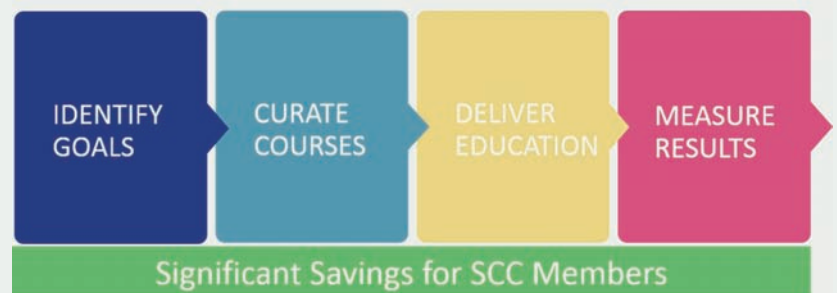 IDENTIFY
GOALS
CURATE
COURSES
DELIVER
EDUCATION
MEASURE
RESULTS
Significant Savings for SCC Members